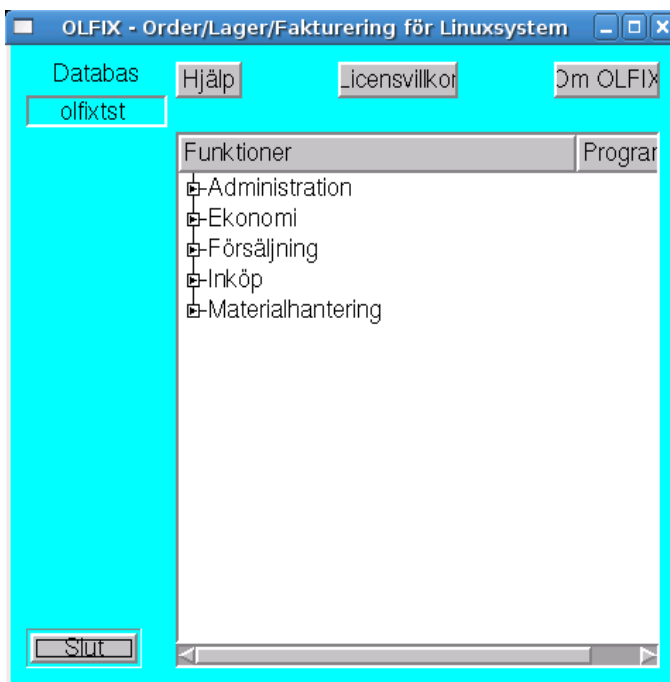 OLFIX - Order/Lager/Fakturering för Linuxsystem
Databas
olfixtst
Hjälp
Licensvillkor
Om OLFIX
Funktioner
Progra
Administration
Ekonomi
Försäljning
Inköp
Materialhantering
Slut